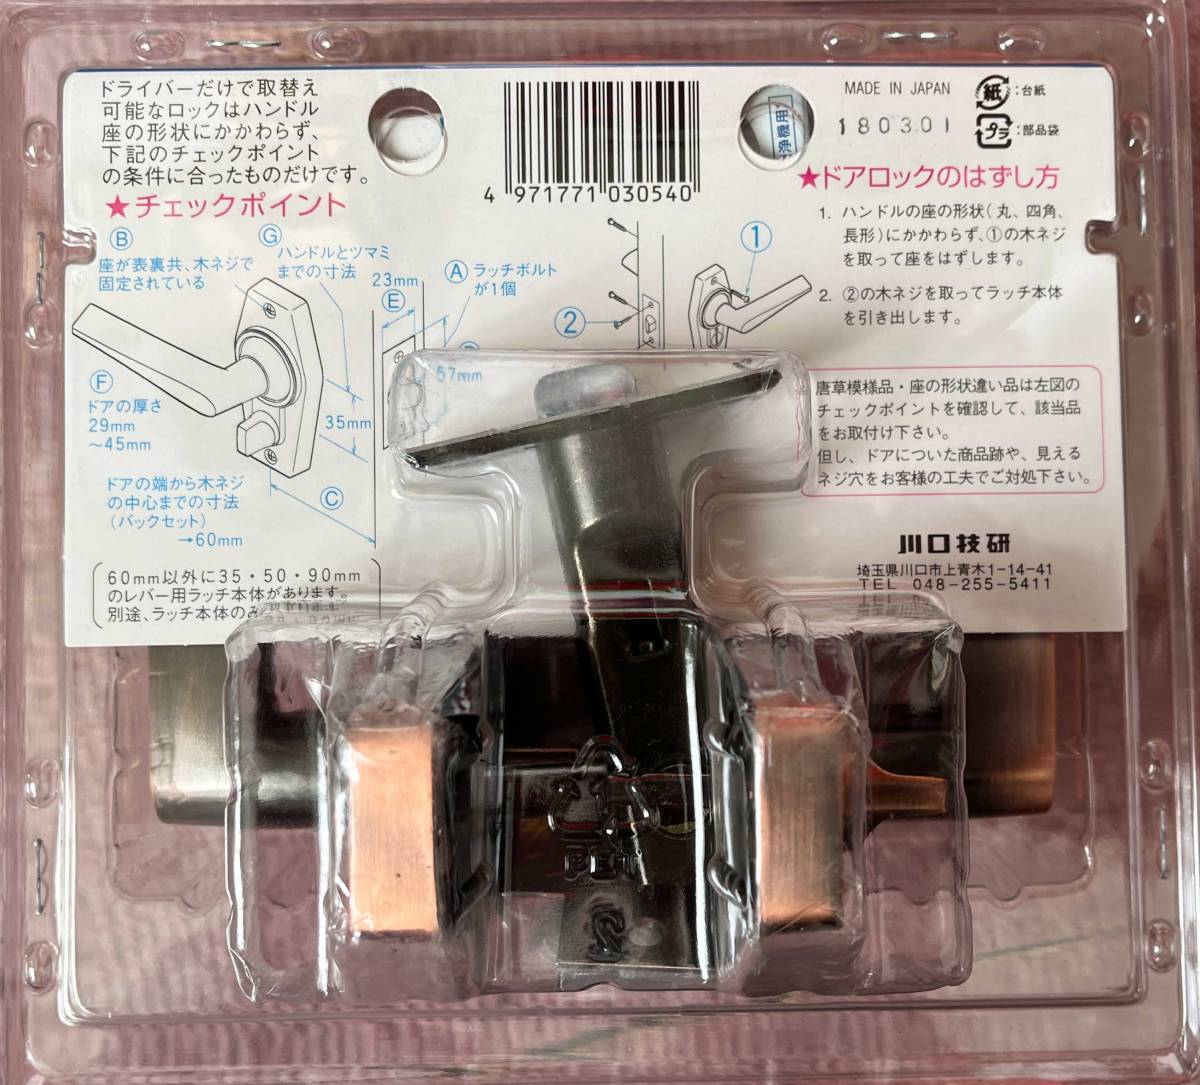 ドライバーだけで取替え
可能なロックはハンドル
座の形状にかかわらず、
下記のチェックポイント
の条件に合ったものだけです。
★チェックポイント
Ⓑ
座が表裏共、木ネジで
固定されている
Ⓖ
ハンドルとツマミ
までの寸法
23mm
Ⓔ
Ⓐ ラッチボルト
が1個
57mm
Ⓕ
ドアの厚さ
29mm
～45mm
35mm
ドアの端から木ネジ
の中心までの寸法
(バックセット)
→60mm
Ⓒ
60mm以外に35・50・90mm
のレバー用ラッチ本体があります。
別途、ラッチ本体のみ
4 971771 030540
①
②
浄機用
MADE IN JAPAN
180301
紙 :台紙
プラ :部品袋
★ドアロックのはずし方
1. ハンドルの座の形状(丸、四角、
長形)にかかわらず、①の木ネジ
を取って座をはずします。
2. ②の木ネジを取ってラッチ本体
を引き出します。
唐草模様品・座の形状違い品は左図の
チェックポイントを確認して、該当品
をお取付け下さい。
但し、ドアについた商品跡や、見える
ネジ穴をお客様の工夫でご対処下さい。
川口技研
埼玉県川口市上青木1-14-41
TEL 048-255-5411
PET
2